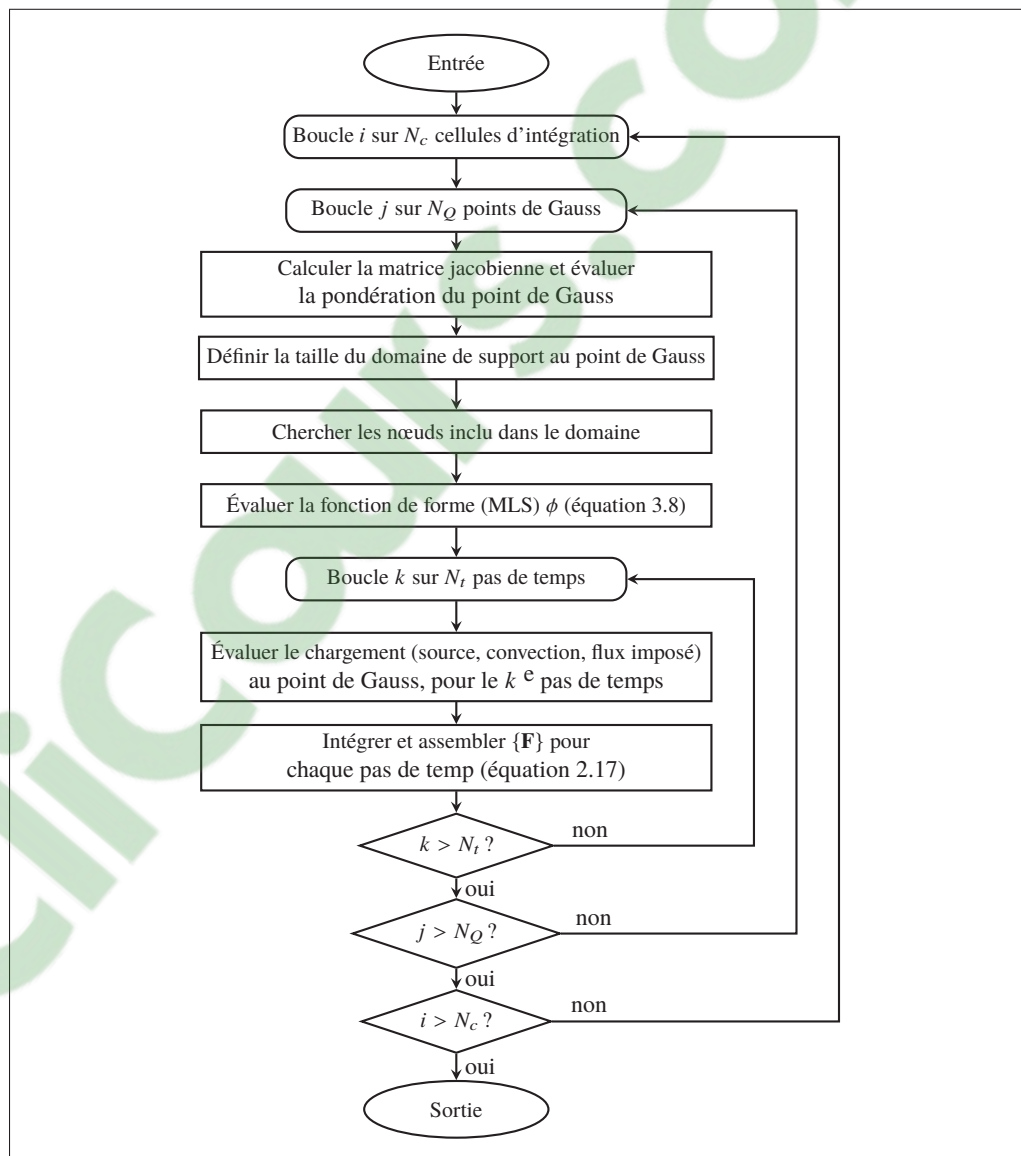 Entrée
Boucle i sur N_c cellules d'intégration
Boucle j sur N_Q points de Gauss
Calculer la matrice jacobienne et évaluer
la pondération du point de Gauss
Définir la taille du domaine de support au point de Gauss
Chercher les nœuds inclu dans le domaine
Évaluer la fonction de forme (MLS) ϕ (équation 3.8)
Boucle k sur N_t pas de temps
Évaluer le chargement (source, convection, flux imposé)
au point de Gauss, pour le k e pas de temps
Intégrer et assembler {F} pour
chaque pas de temp (équation 2.17)
k > N_t ?
non
oui
j > N_Q ?
non
oui
i > N_c ?
non
oui
Sortie
CliCours.com